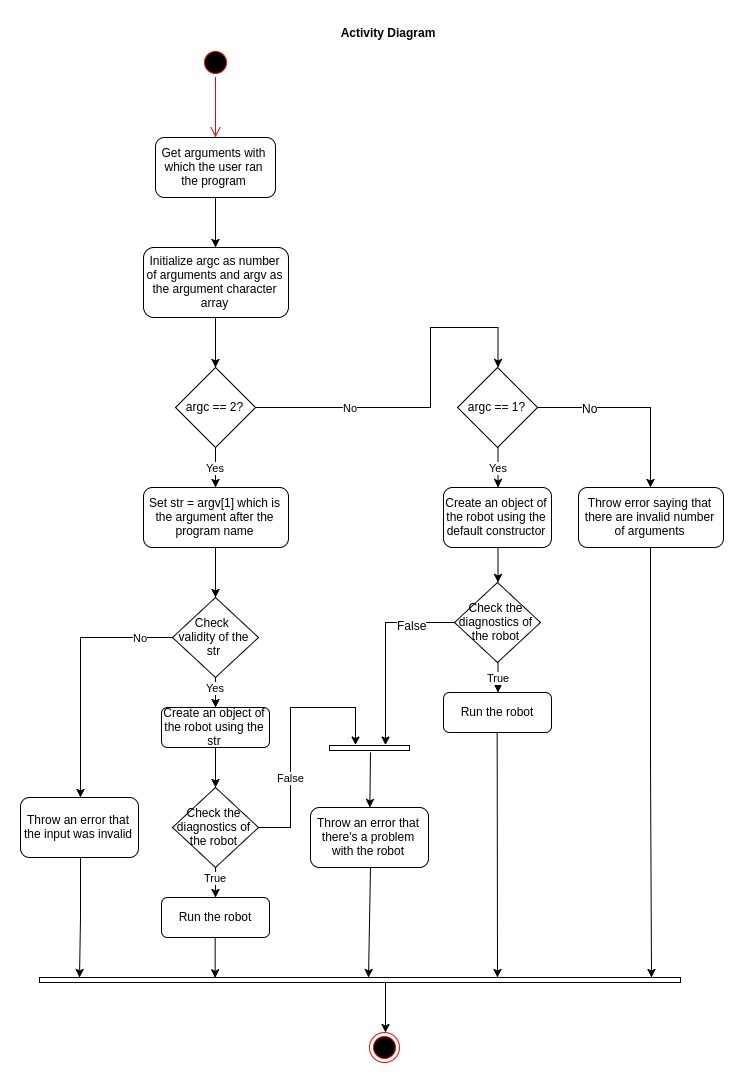 Activity Diagram
Get arguments with
which the user ran
the program
Initialize argc as number
of arguments and argv as
the argument character
array
argc == 2?
No
argc == 1?
No
Yes
Yes
Set str = argv[1] which is
the argument after the
program name
Create an object of
the robot using the
default constructor
Throw error saying that
there are invalid number
of arguments
Check
validity of the
str
No
Yes
False
Check the
diagnostics of
the robot
True
Run the robot
Create an object of
the robot using the
str
False
Check the
diagnostics of
the robot
True
Throw an error that
the input was invalid
Throw an error that
there's a problem
with the robot
Run the robot